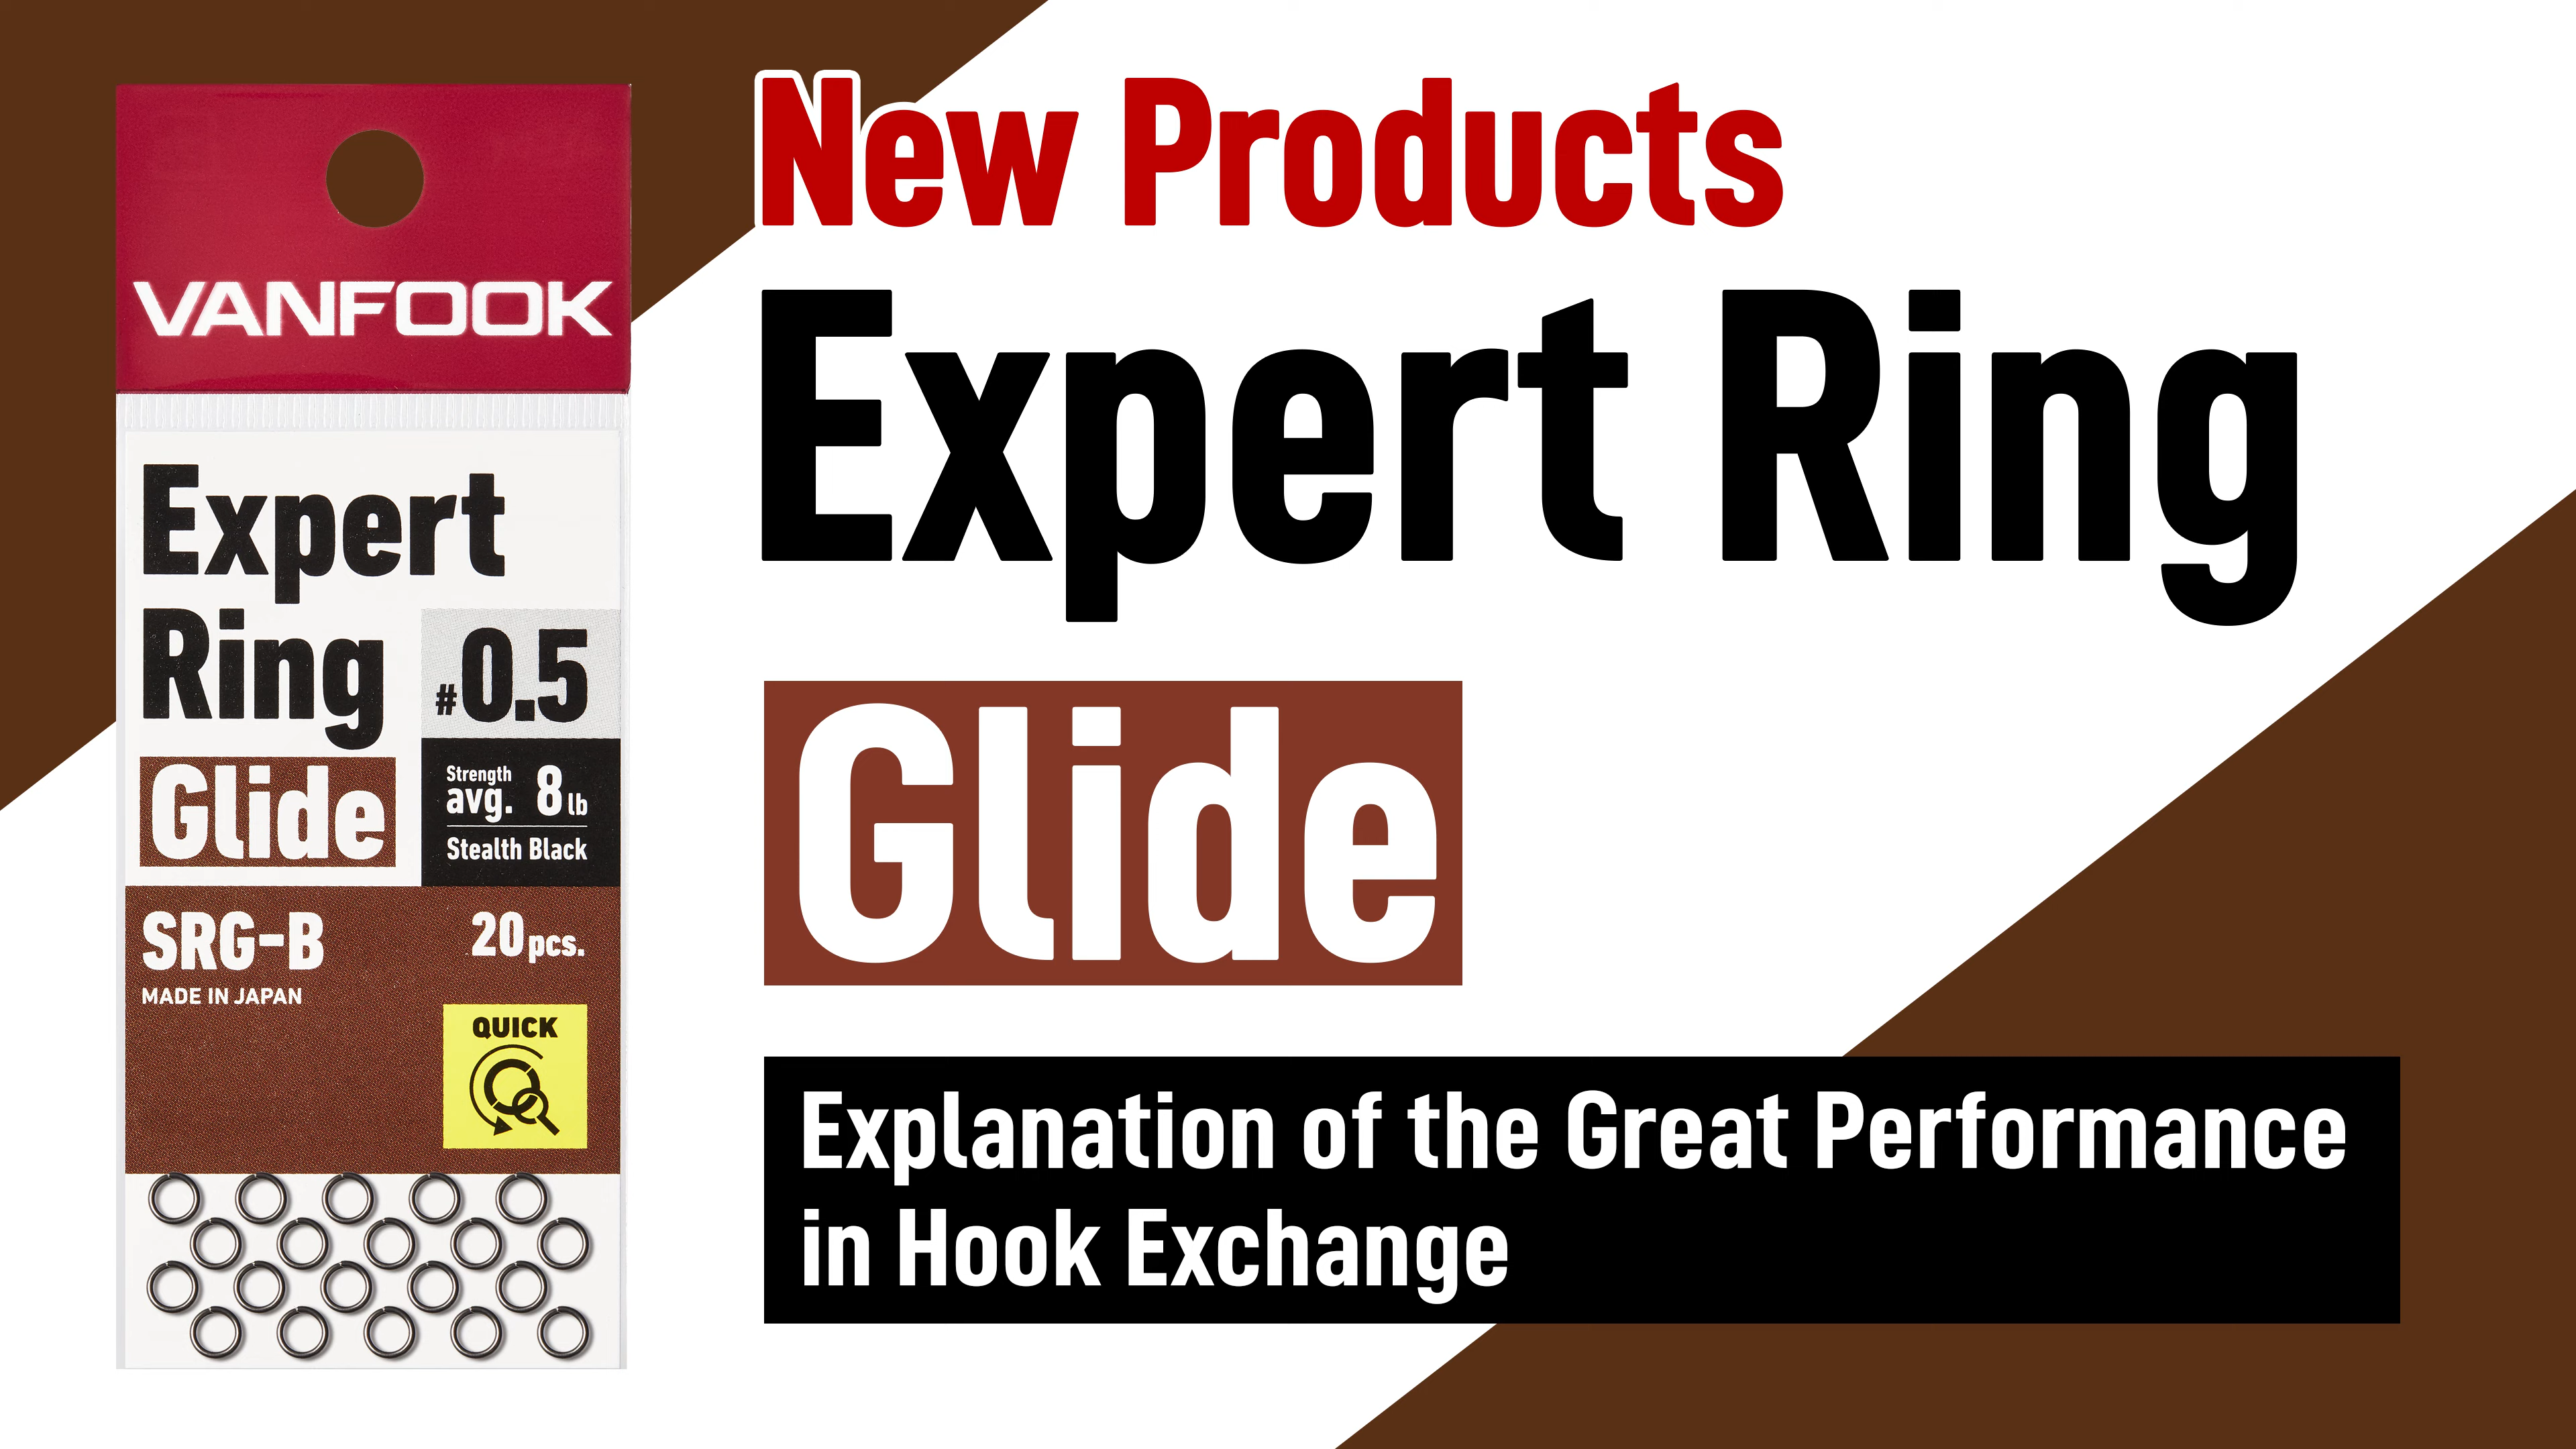 VANFOOK
Expert
Ring
#0.5
Glide
Strength
avg. 8lb
Stealth Black
SRG-B
20pcs.
MADE IN JAPAN
QUICK
New Products
Expert Ring
Glide
Explanation of the Great Performance
in Hook Exchange